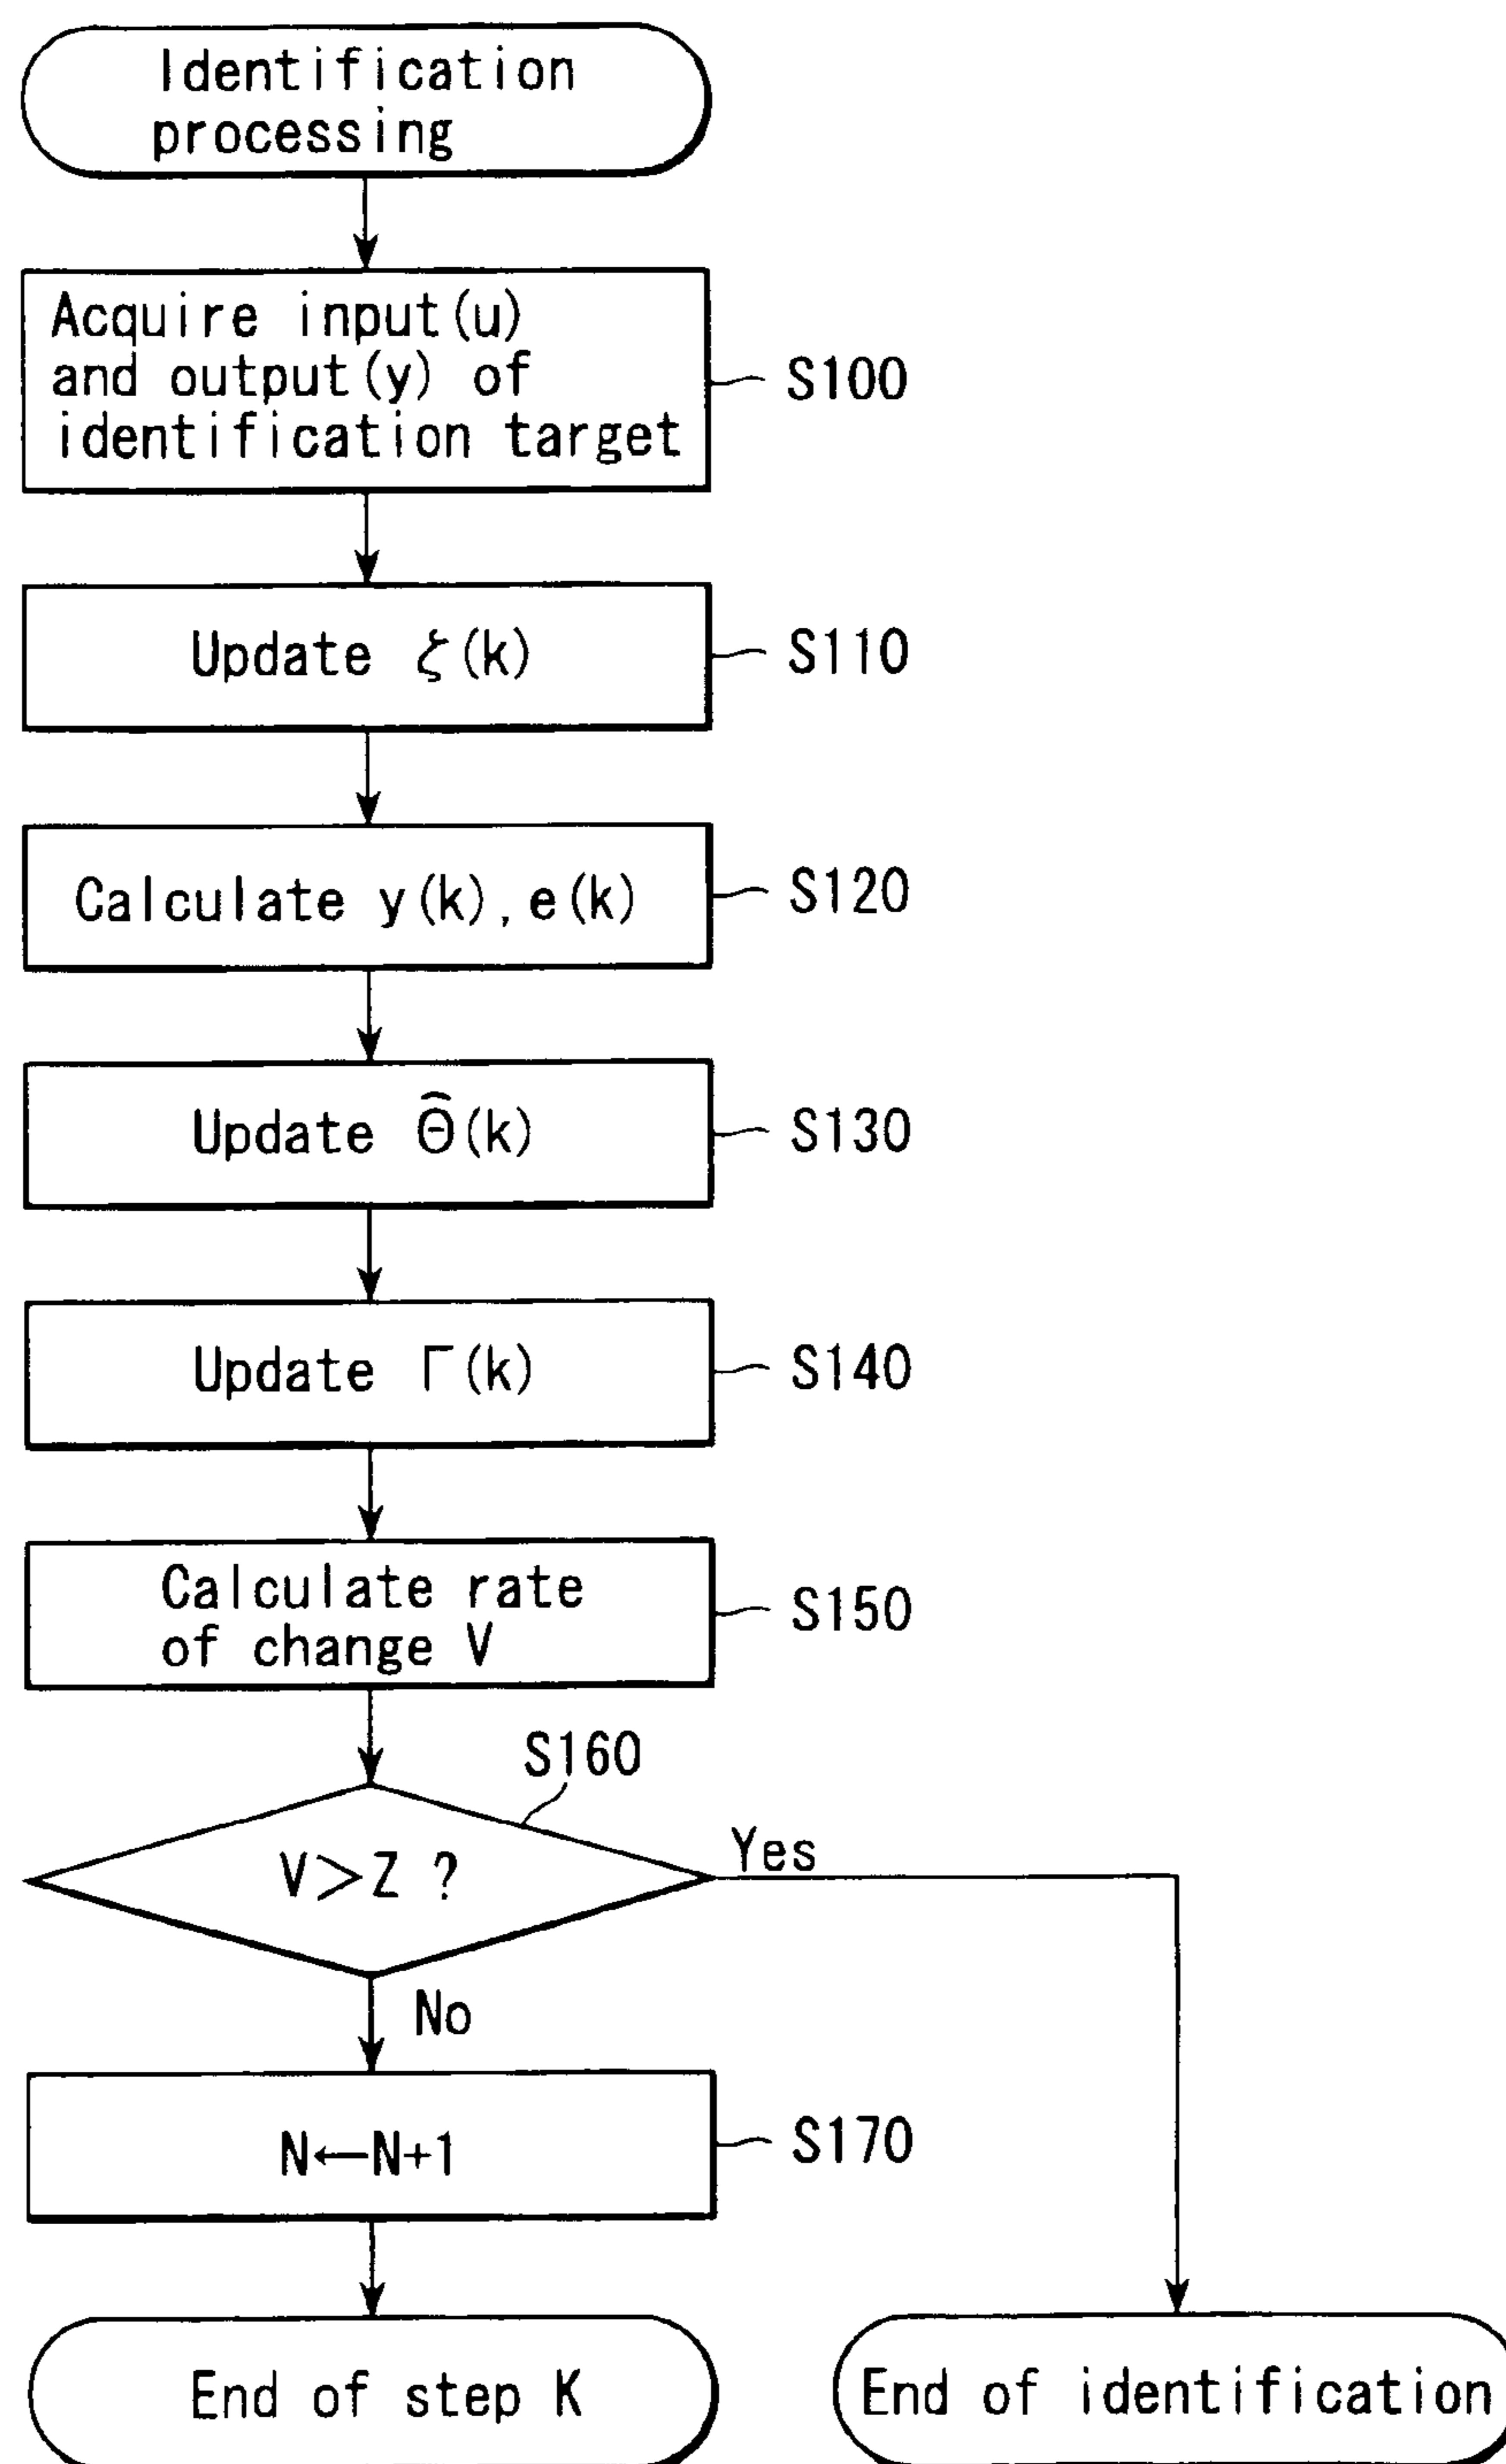 Identification
processing
Acquire input(u)
and output(y) of
identification target
S100
Update ζ(k)
S110
Calculate y(k),e(k)
S120
Update Θ̂(k)
S130
Update Γ(k)
S140
Calculate rate
of change V
S150
S160
V>Z ?
Yes
No
N←N+1
S170
End of step K
End of identification